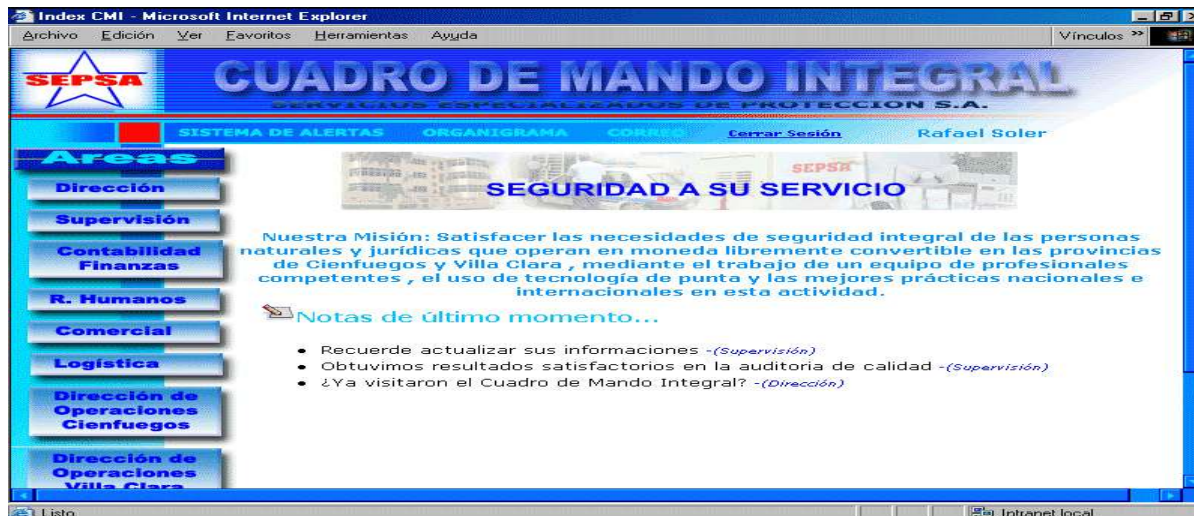 Index CMI - Microsoft Internet Explorer
Archivo Edición Ver Favoritos Herramientas Ayuda Vínculos »
SEPSA
CUADRO DE MANDO INTEGRAL
SERVICIOS ESPECIALIZADOS DE PROTECCION S.A.
SISTEMA DE ALERTAS ORGANIGRAMA CORREO Cerrar Sesión Rafael Soler
Areas
Dirección
Supervisión
Contabilidad
Finanzas
R. Humanos
Comercial
Logística
Dirección de
Operaciones
Cienfuegos
Dirección de
Operaciones
Villa Clara
SEPSA
SEGURIDAD A SU SERVICIO
Nuestra Misión: Satisfacer las necesidades de seguridad integral de las personas
naturales y jurídicas que operan en moneda libremente convertible en las provincias
de Cienfuegos y Villa Clara , mediante el trabajo de un equipo de profesionales
competentes , el uso de tecnología de punta y las mejores prácticas nacionales e
internacionales en esta actividad.
Notas de último momento...
• Recuerde actualizar sus informaciones -(Supervisión)
• Obtuvimos resultados satisfactorios en la auditoria de calidad -(Supervisión)
• ¿Ya visitaron el Cuadro de Mando Integral? -(Dirección)
Listo Intranet local